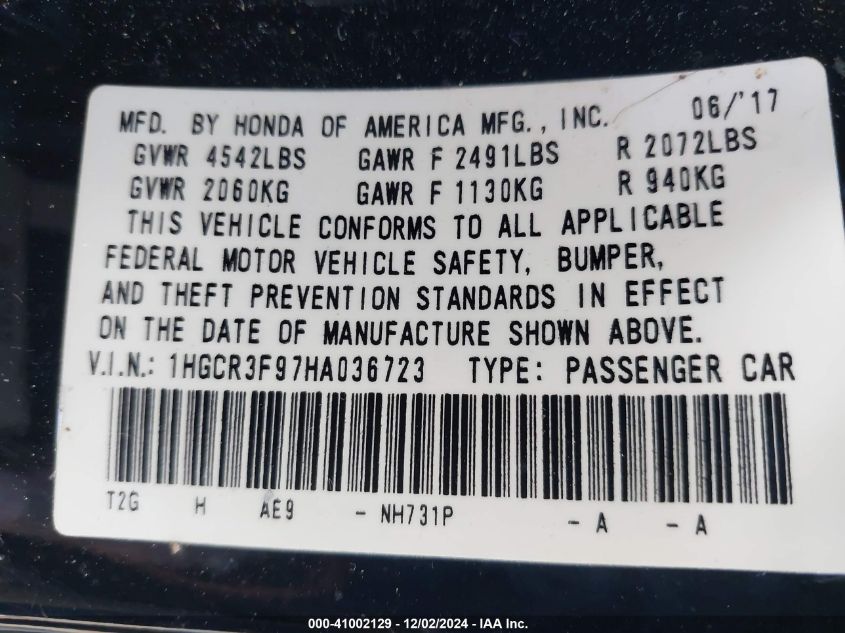 MFD. BY HONDA OF AMERICA MFG., INC. 06/'17
GVWR 4542LBS GAWR F 2491LBS R 2072LBS
GVWR 2060KG GAWR F 1130KG R 940KG
THIS VEHICLE CONFORMS TO ALL APPLICABLE
FEDERAL MOTOR VEHICLE SAFETY, BUMPER,
AND THEFT PREVENTION STANDARDS IN EFFECT
ON THE DATE OF MANUFACTURE SHOWN ABOVE.
V.I.N.: 1HGCR3F97HA036723 TYPE: PASSENGER CAR
T2G H AE9 - NH731P - A - A
000-41002129 - 12/02/2024 - IAA Inc.